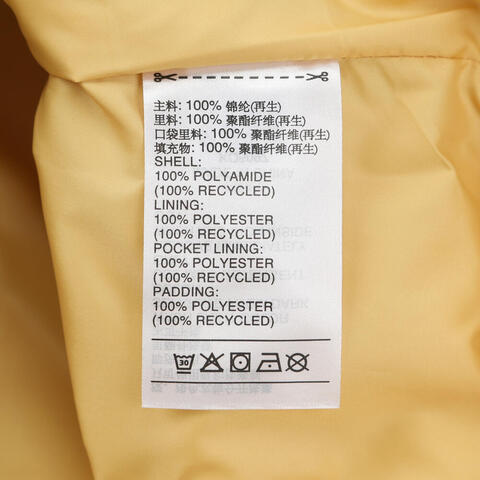 主料: 100% 锦纶(再生)
里料: 100% 聚酯纤维(再生)
口袋里料: 100% 聚酯纤维(再生)
填充物: 100% 聚酯纤维(再生)
SHELL:
100% POLYAMIDE
(100% RECYCLED)
LINING:
100% POLYESTER
(100% RECYCLED)
POCKET LINING:
100% POLYESTER
(100% RECYCLED)
PADDING:
100% POLYESTER
(100% RECYCLED)
30